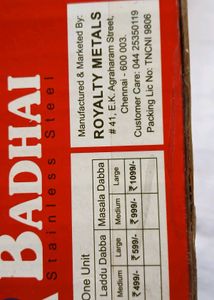 BADHAI
Stainless Steel
Manufactured & Marketed By:
ROYALTY METALS
# 41, E.K. Agraharam Street,
Chennai - 600 003.
Customer Care: 044 25350119
Packing Lic No: TNCNI 9806
One Unit
Laddu Dabba Masala Dabba
Medium Large Medium Large
₹499/- ₹599/- ₹999/- ₹1099/-